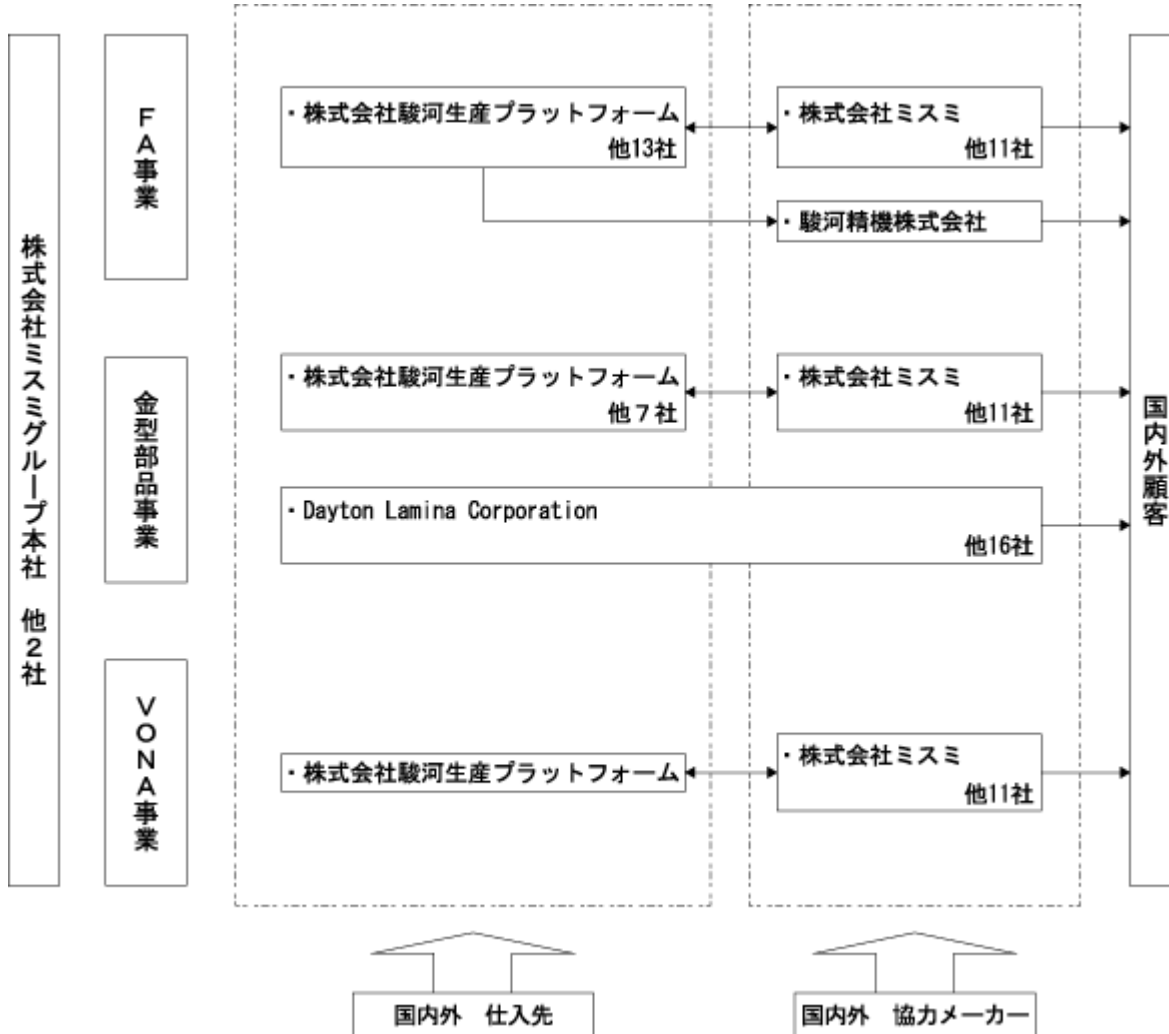 株式会社ミスミグループ本社　他２社
ＦＡ事業
・株式会社駿河生産プラットフォーム
他13社
・株式会社ミスミ
他11社
・駿河精機株式会社
金型部品事業
・株式会社駿河生産プラットフォーム
他７社
・株式会社ミスミ
他11社
・Dayton Lamina Corporation
他16社
ＶＯＮＡ事業
・株式会社駿河生産プラットフォーム
・株式会社ミスミ
他11社
国内外顧客
国内外　仕入先
国内外　協力メーカー